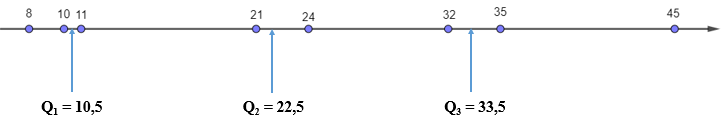 8 10 11 21 24 32 35 45
Q₁ = 10,5 Q₂ = 22,5 Q₃ = 33,5